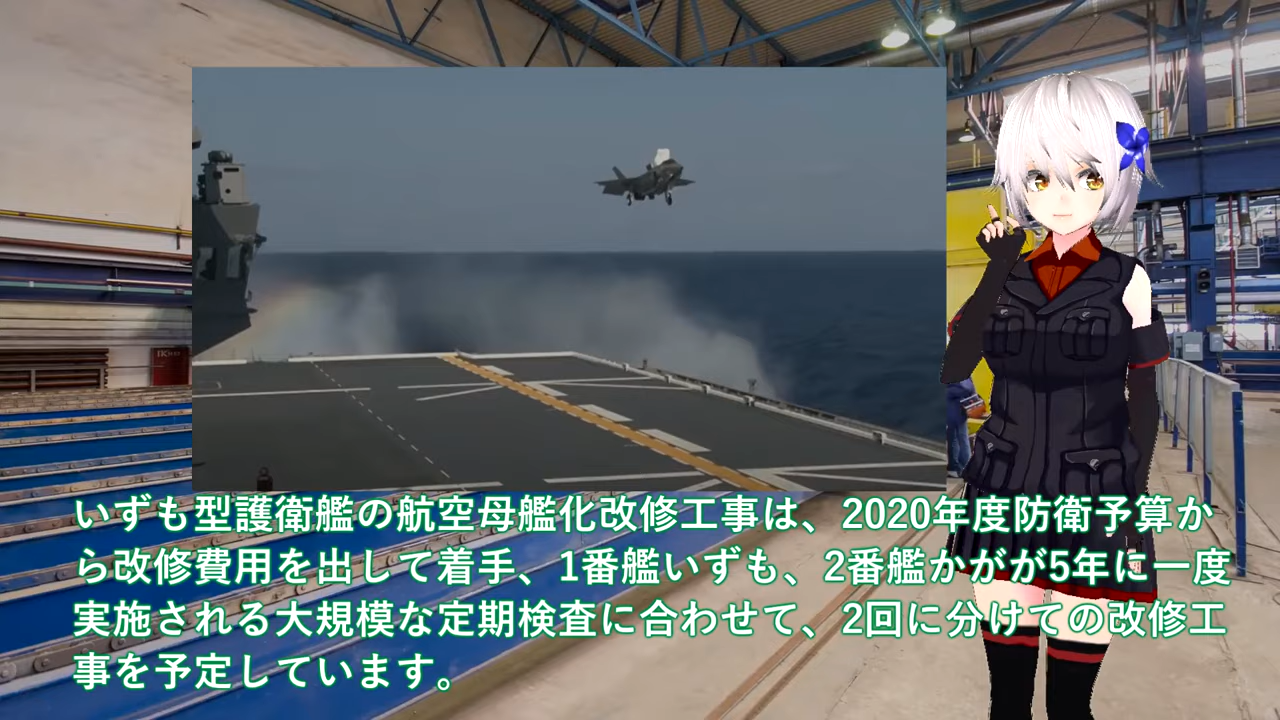 いずも型護衛艦の航空母艦化改修工事は、2020年度防衛予算か
ら改修費用を出して着手、1番艦いずも、2番艦かがが5年に一度
実施される大規模な定期検査に合わせて、2回に分けての改修工
事を予定しています。